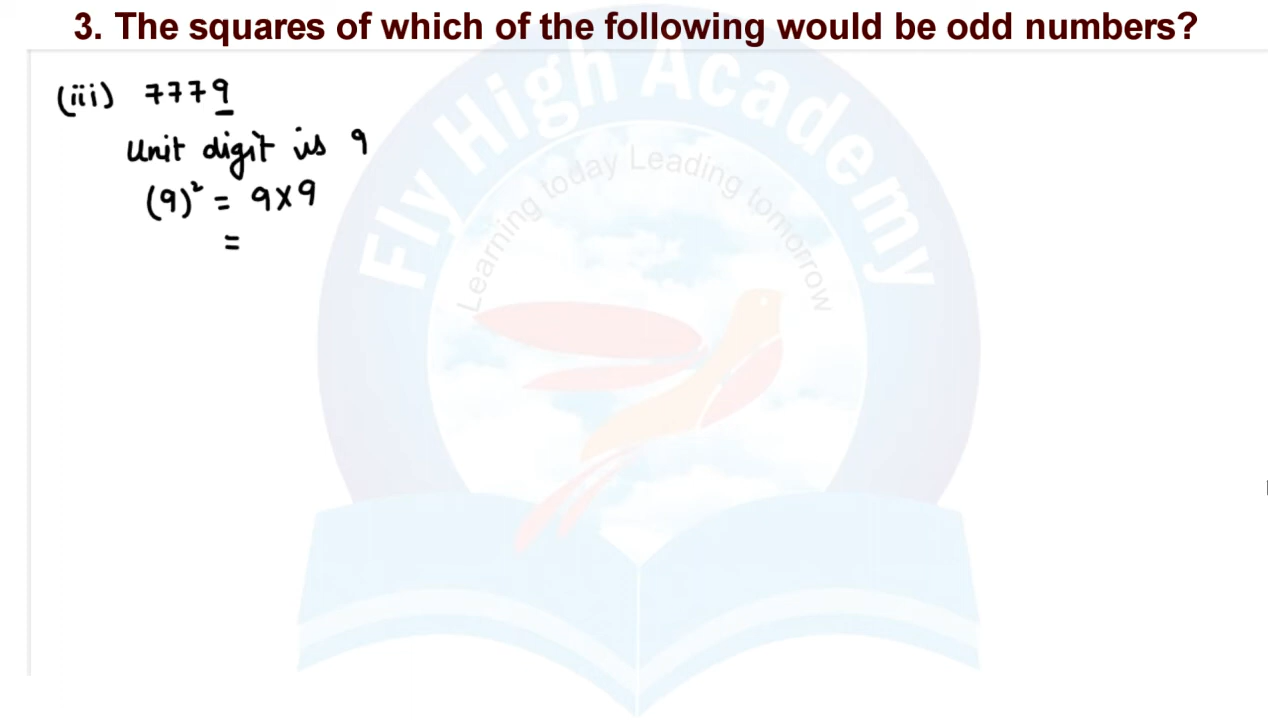 3. The squares of which of the following would be odd numbers?
Fly High Academy
Learning today Leading tomorrow
(iii) 7779
Unit digit is 9
(9)² = 9×9
=